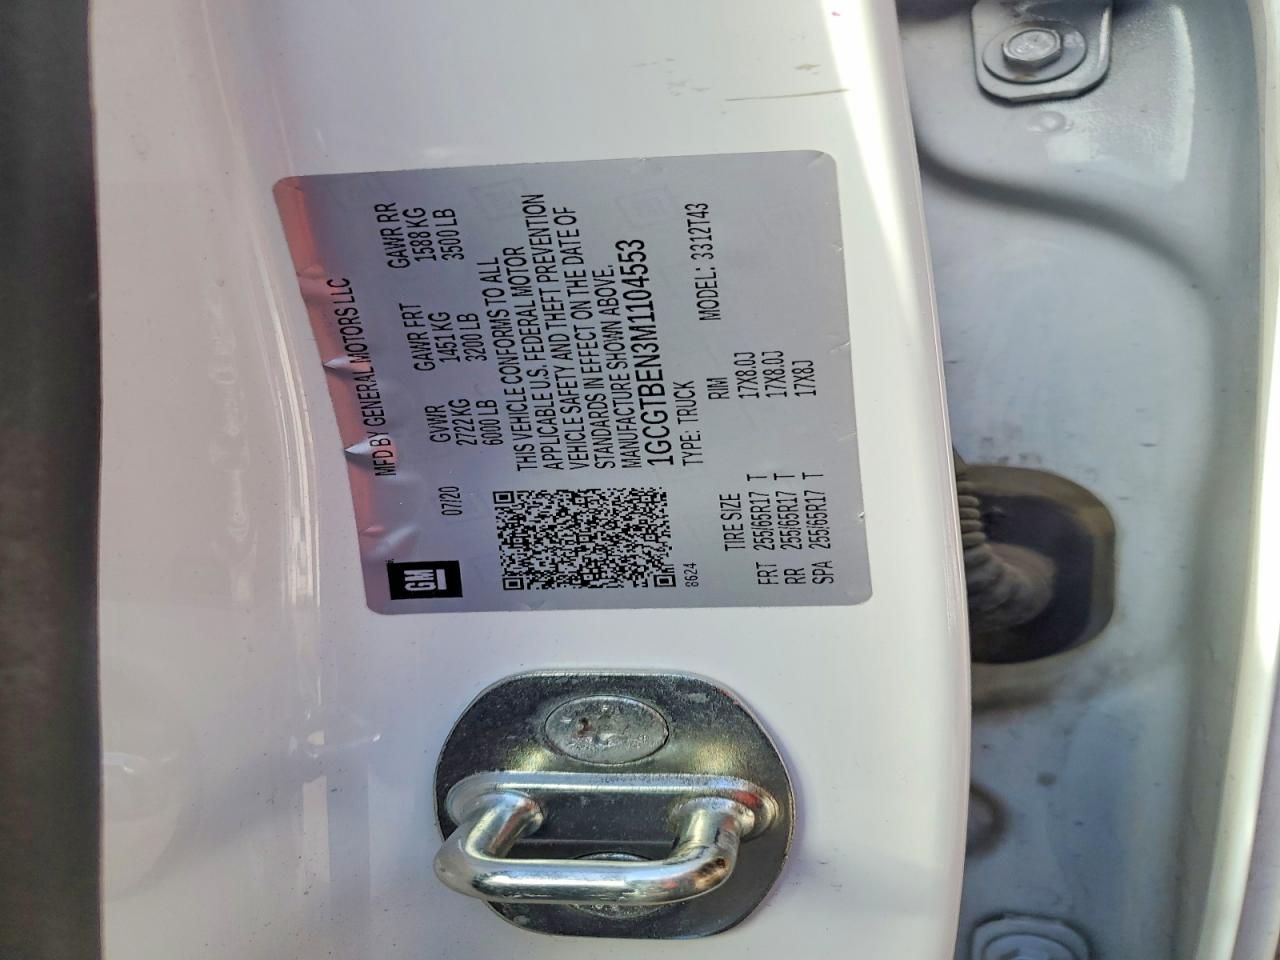 GM
MFD BY GENERAL MOTORS LLC
07/20
GVWR GAWR FRT GAWR RR
2722 KG 1451 KG 1588 KG
6000 LB 3200 LB 3500 LB
THIS VEHICLE CONFORMS TO ALL
APPLICABLE U.S. FEDERAL MOTOR
VEHICLE SAFETY AND THEFT PREVENTION
STANDARDS IN EFFECT ON THE DATE OF
MANUFACTURE SHOWN ABOVE.
1GCGTBEN3M1104553
8624
TYPE: TRUCK MODEL: 3312T43
TIRE SIZE RIM
FRT 255/65R17 T 17X8.0J
RR 255/65R17 T 17X8.0J
SPA 255/65R17 T 17X8J